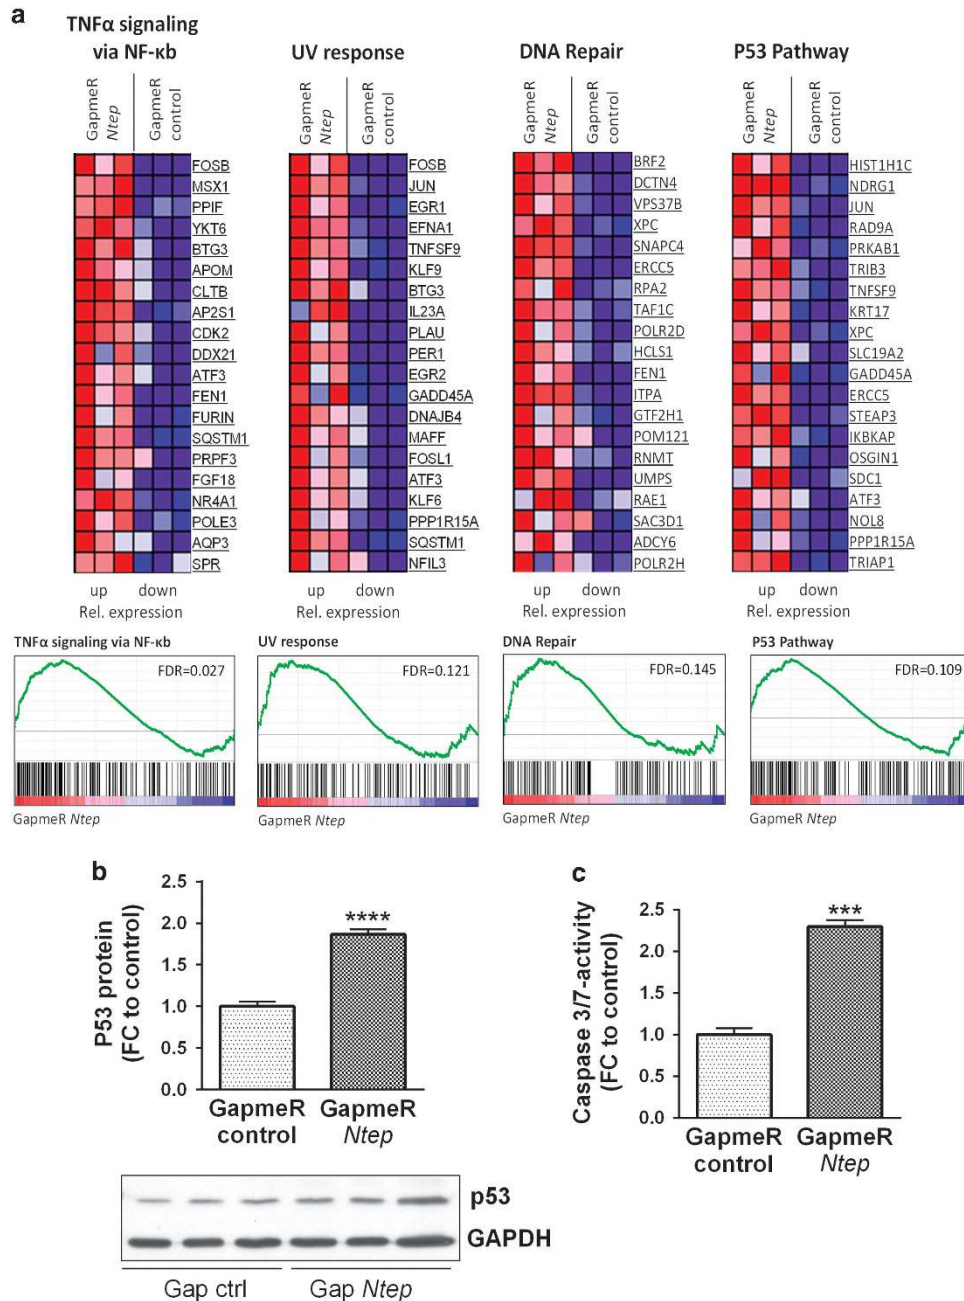 a
TNFα signaling
via NF-κb
UV response
DNA Repair
P53 Pathway
GapmeR
Ntep
GapmeR
control
GapmeR
Ntep
GapmeR
control
GapmeR
Ntep
GapmeR
control
GapmeR
Ntep
GapmeR
control
FOSB
MSX1
PPIF
YKT6
BTG3
APOM
CLTB
AP2S1
CDK2
DDX21
ATF3
FEN1
FURIN
SQSTM1
PRPF3
FGF18
NR4A1
POLE3
AQP3
SPR
FOSB
JUN
EGR1
EFNA1
TNFSF9
KLF9
BTG3
IL23A
PLAU
PER1
EGR2
GADD45A
DNAJB4
MAFF
FOSL1
ATF3
KLF6
PPP1R15A
SQSTM1
NFIL3
BRF2
DCTN4
VPS37B
XPC
SNAPC4
ERCC5
RPA2
TAF1C
POLR2D
HCLS1
FEN1
ITPA
GTF2H1
POM121
RNMT
UMPS
RAE1
SAC3D1
ADCY6
POLR2H
HIST1H1C
NDRG1
JUN
RAD9A
PRKAB1
TRIB3
TNFSF9
KRT17
XPC
SLC19A2
GADD45A
ERCC5
STEAP3
IKBKAP
OSGIN1
SDC1
ATF3
NOL8
PPP1R15A
TRIAP1
up down
Rel. expression
up down
Rel. expression
up down
Rel. expression
up down
Rel. expression
TNFα signaling via NF-κb
FDR=0.027
GapmeR Ntep
UV response
FDR=0.121
GapmeR Ntep
DNA Repair
FDR=0.145
GapmeR Ntep
P53 Pathway
FDR=0.109
GapmeR Ntep
b
P53 protein
(FC to control)
2.5
2.0
1.5
1.0
0.5
0.0
****
GapmeR
control
GapmeR
Ntep
p53
GAPDH
Gap ctrl
Gap Ntep
c
Caspase 3/7-activity
(FC to control)
2.5
2.0
1.5
1.0
0.5
0.0
***
GapmeR
control
GapmeR
Ntep